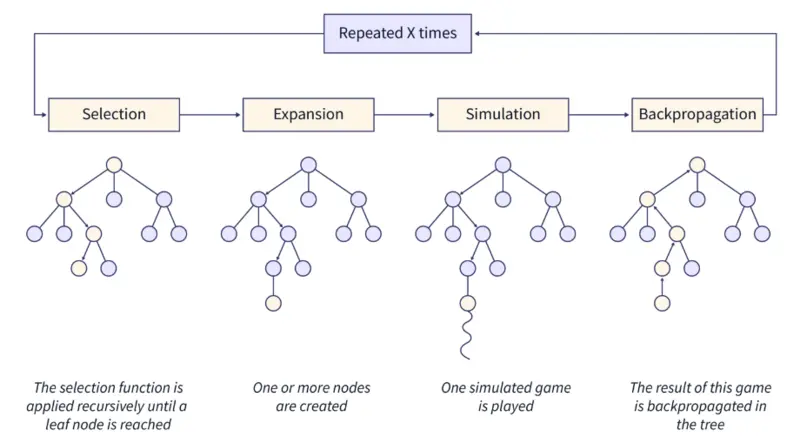 Repeated X times
Selection
Expansion
Simulation
Backpropagation
The selection function is
applied recursively until a
leaf node is reached
One or more nodes
are created
One simulated game
is played
The result of this game
is backpropagated in
the tree